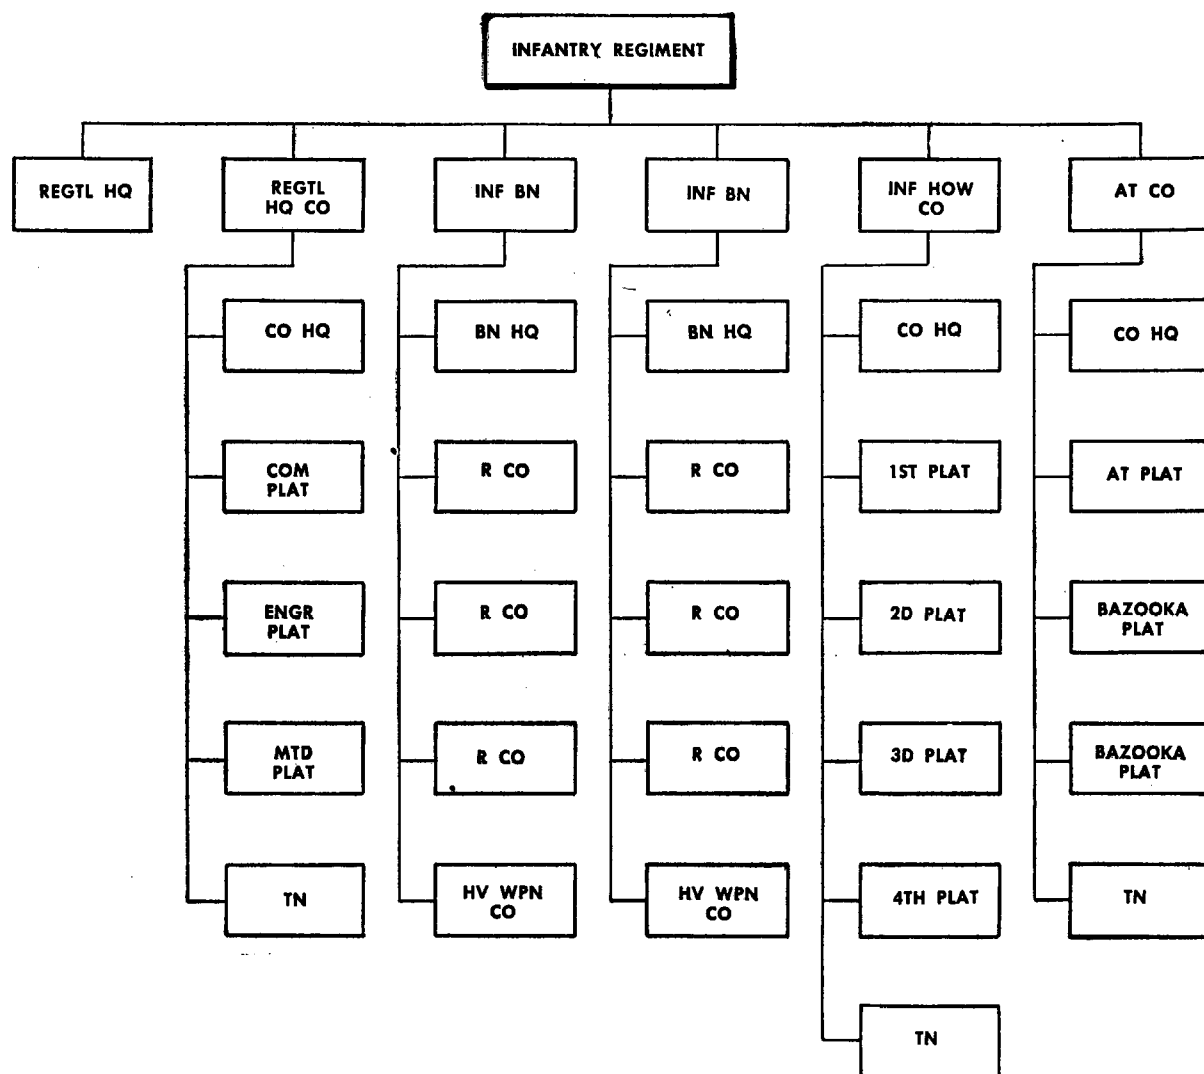 INFANTRY REGIMENT
REGTL HQ
REGTL
HQ CO
INF BN
INF BN
INF HOW
CO
AT CO
CO HQ
COM
PLAT
ENGR
PLAT
MTD
PLAT
TN
BN HQ
R CO
R CO
R CO
HV WPN
CO
BN HQ
R CO
R CO
R CO
HV WPN
CO
CO HQ
1ST PLAT
2D PLAT
3D PLAT
4TH PLAT
TN
CO HQ
AT PLAT
BAZOOKA
PLAT
BAZOOKA
PLAT
TN